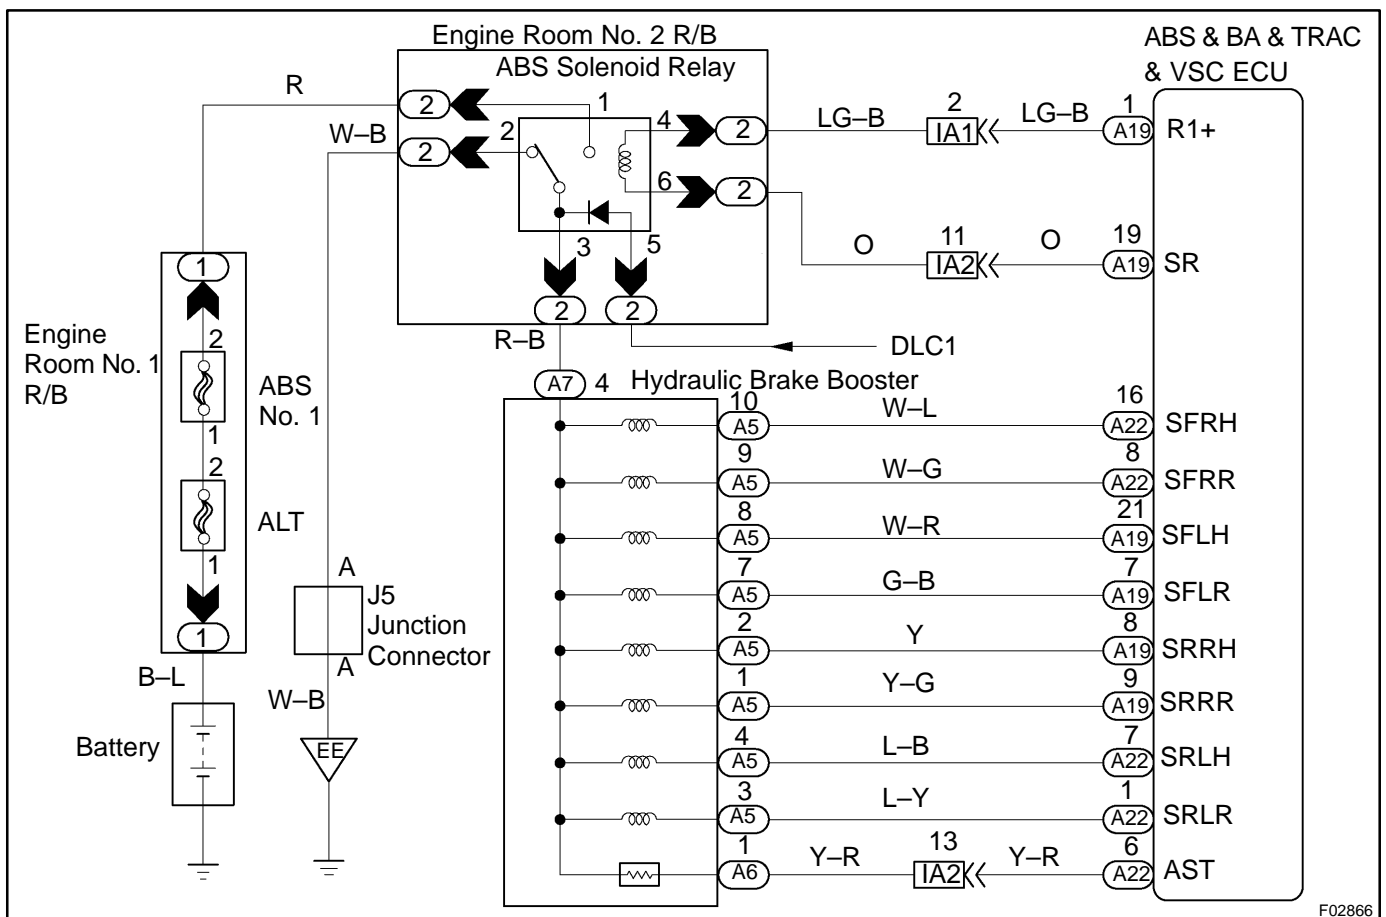 Engine Room No. 2 R/B
ABS & BA & TRAC
& VSC ECU
ABS Solenoid Relay
R
2
1
4
2
LG–B
2
IA1
LG–B
1
A19
R1+
W–B
2
2
6
2
O
11
IA2
O
19
A19
SR
3
5
2
2
R–B
DLC1
1
Engine
Room No. 1
R/B
2
ABS
No. 1
1
2
ALT
1
1
B–L
Battery
A
J5
Junction
Connector
A
W–B
EE
A7
4
Hydraulic Brake Booster
10
A5
W–L
16
A22
SFRH
9
A5
W–G
8
A22
SFRR
8
A5
W–R
21
A19
SFLH
7
A5
G–B
7
A19
SFLR
2
A5
Y
8
A19
SRRH
1
A5
Y–G
9
A19
SRRR
4
A5
L–B
7
A22
SRLH
3
A5
L–Y
1
A22
SRLR
1
A6
Y–R
13
IA2
Y–R
6
A22
AST
F02866